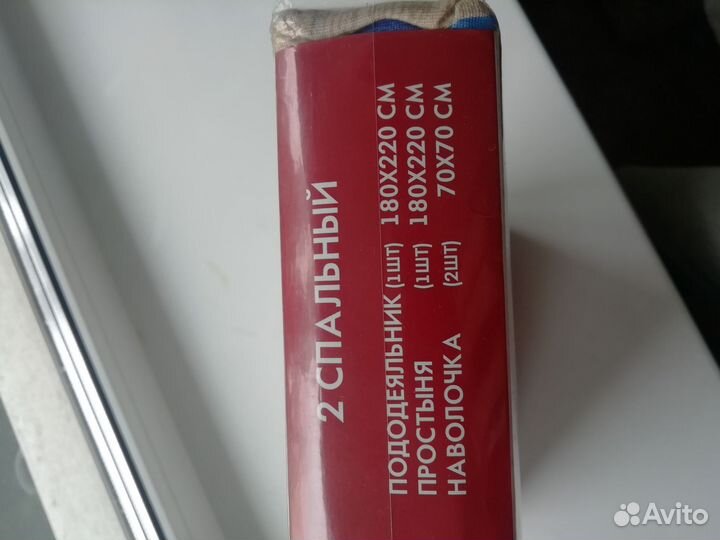 2 СПАЛЬНЫЙ
ПОДОДЕЯЛЬНИК (1ШТ) 180Х220 СМ
ПРОСТЫНЯ (1ШТ) 180Х220 СМ
НАВОЛОЧКА (2ШТ) 70Х70 СМ
Avito